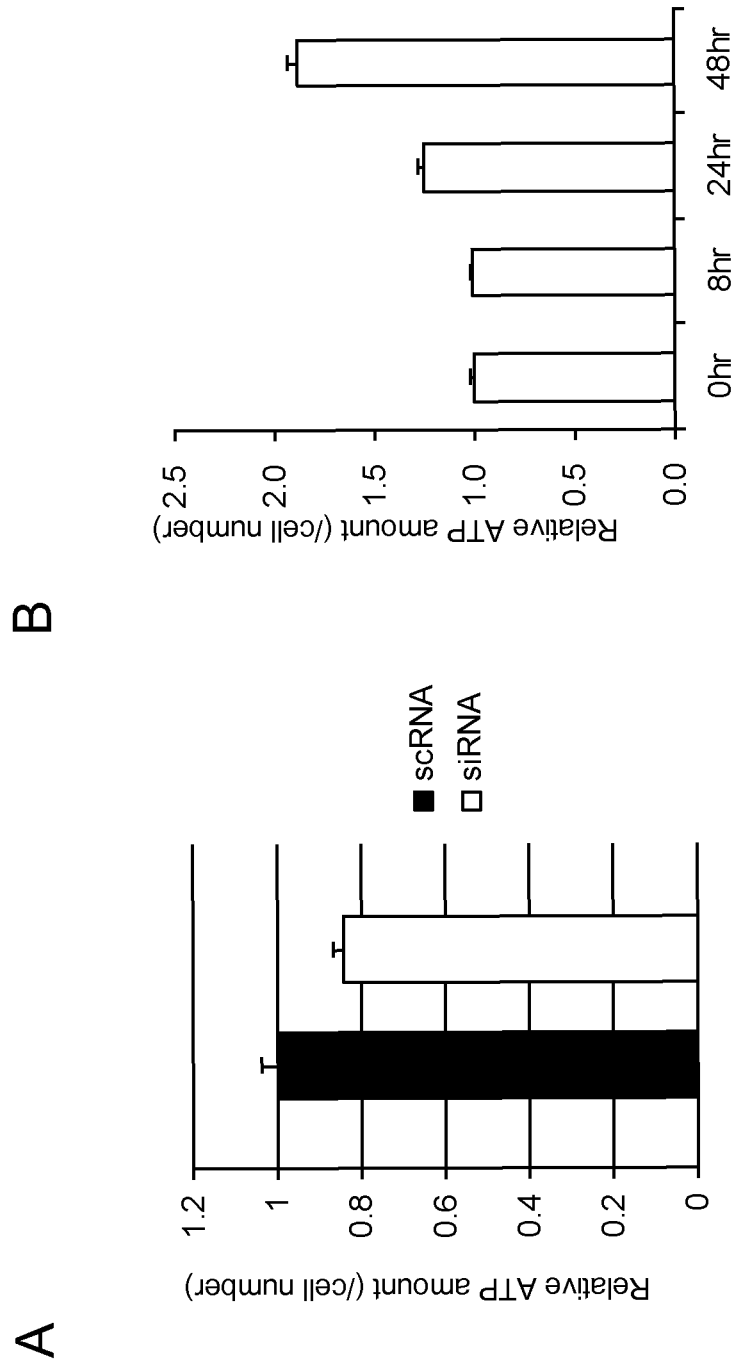 A
Relative ATP amount (/cell number)
1.2
1
0.8
0.6
0.4
0.2
0
scRNA
siRNA
B
Relative ATP amount (/cell number)
2.5
2.0
1.5
1.0
0.5
0.0
0hr
8hr
24hr
48hr